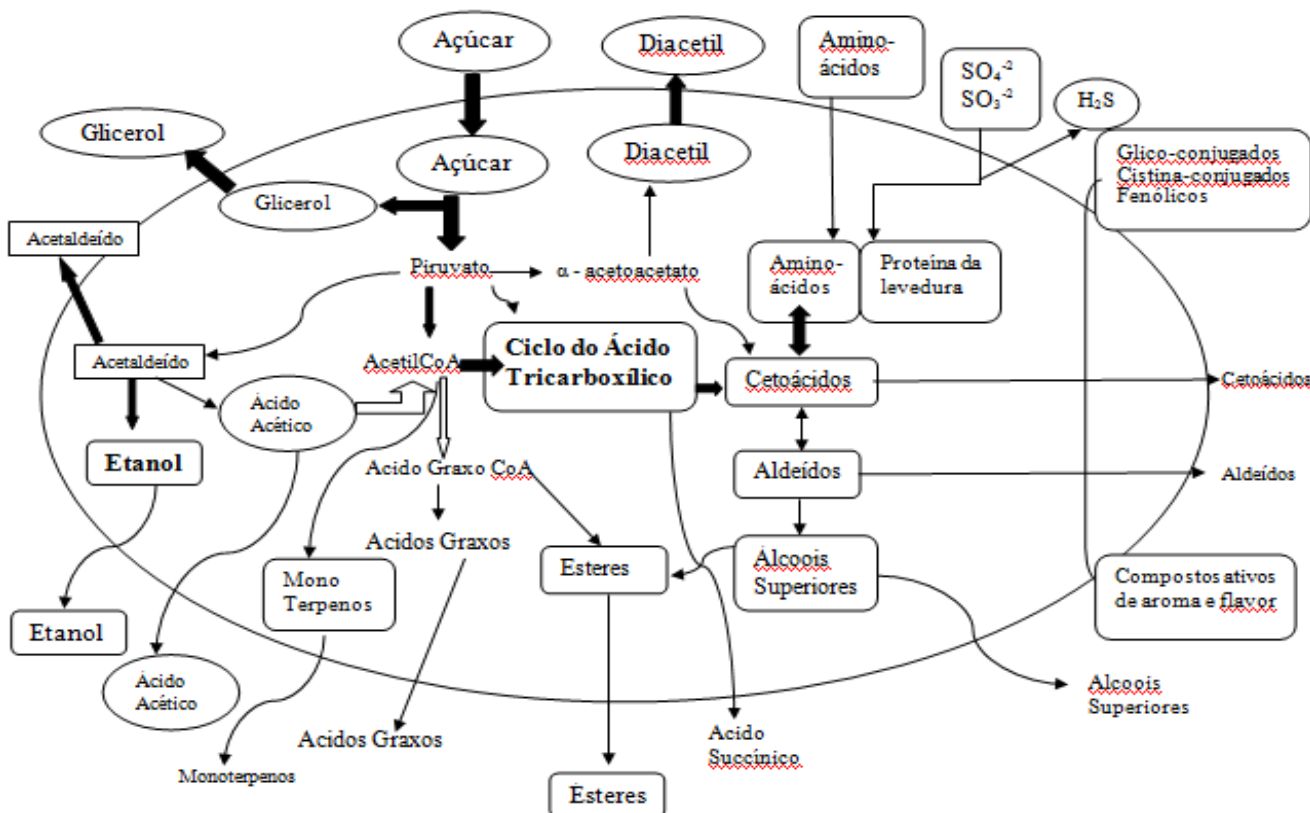 Açúcar
Diacetil
Amino-
ácidos
SO₄⁻²
SO₃⁻²
H₂S
Glicerol
Açúcar
Diacetil
Glico-conjugados
Cistina-conjugados
Fenólicos
Glicerol
Acetaldeído
Piruvato
α - acetoacetato
Amino-
ácidos
Proteína da
levedura
Acetaldeído
AcetilCoA
Ciclo do Ácido
Tricarboxílico
Cetoácidos
Cetoácidos
Ácido
Acético
Etanol
Acido Graxo CoA
Aldeídos
Aldeídos
Acidos Graxos
Mono
Terpenos
Esteres
Álcoois
Superiores
Compostos ativos
de aroma e flavor
Etanol
Ácido
Acético
Acidos Graxos
Acido
Succínico
Álcoois
Superiores
Monoterpenos
Ésteres